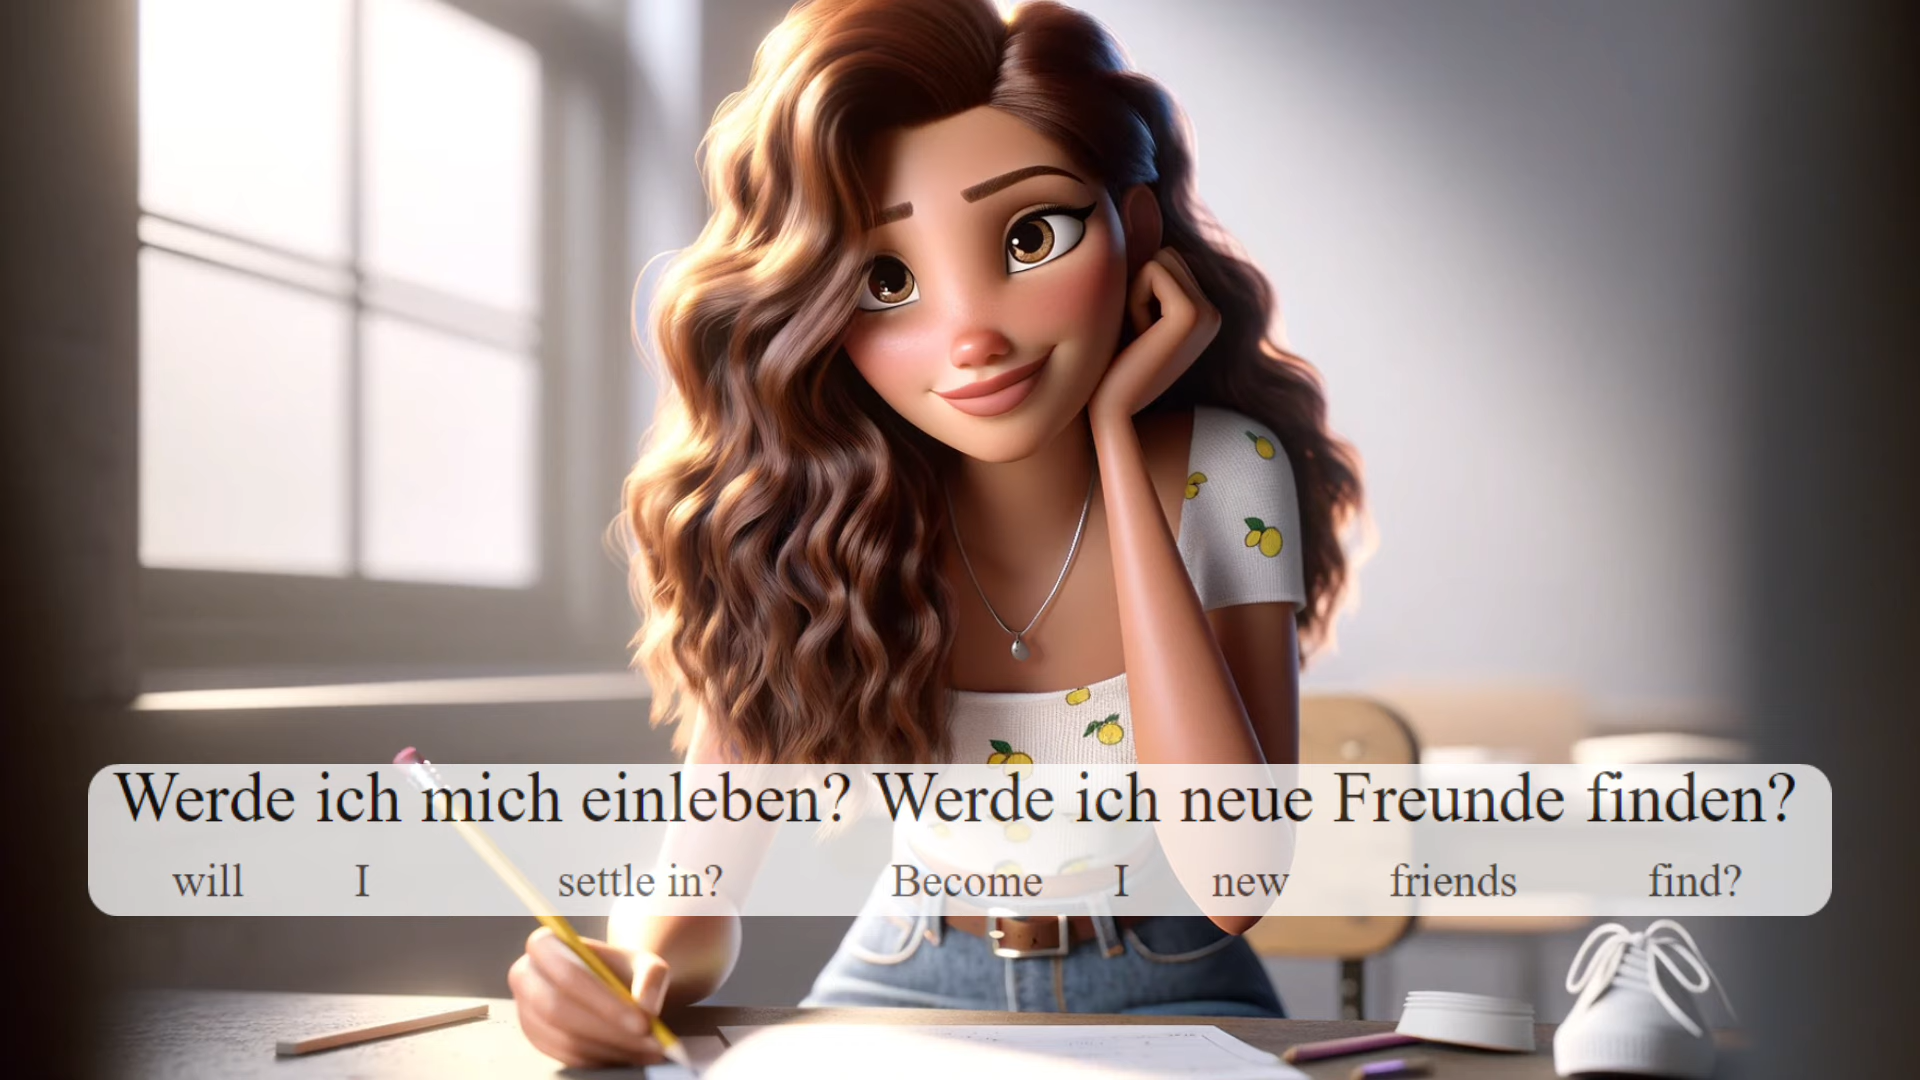 Werde ich mich einleben? Werde ich neue Freunde finden?
will I settle in? Become I new friends find?